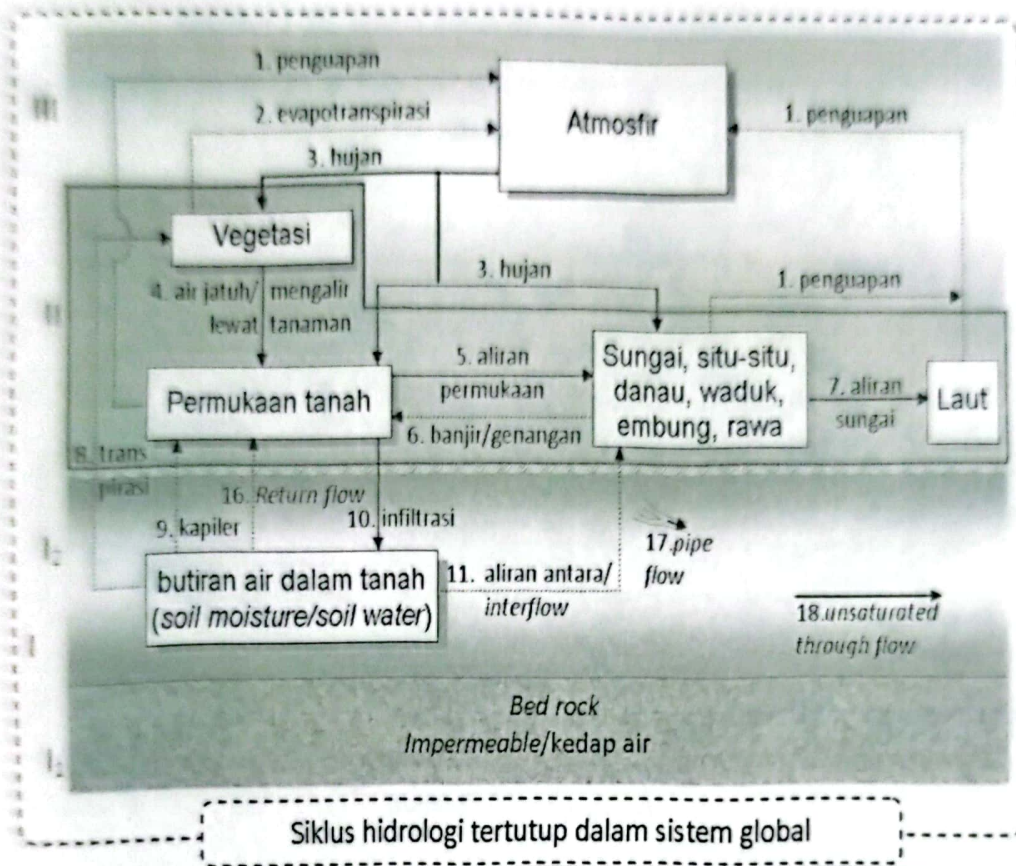 1. penguapan
III
Atmosfir
2. evapotranspirasi
1. penguapan
3. hujan
Vegetasi
3. hujan
1. penguapan
II
4. air jatuh/ mengalir
lewat tanaman
5. aliran
permukaan
Sungai, situ-situ,
danau, waduk,
embung, rawa
7. aliran
sungai
Laut
Permukaan tanah
6. banjir/genangan
8. trans
pirasi
16. Return flow
9. kapiler
10. infiltrasi
17.pipe
flow
I2
butiran air dalam tanah
(soil moisture/soil water)
11. aliran antara/
interflow
18.unsaturated
through flow
I
Bed rock
Impermeable/kedap air
Siklus hidrologi tertutup dalam sistem global